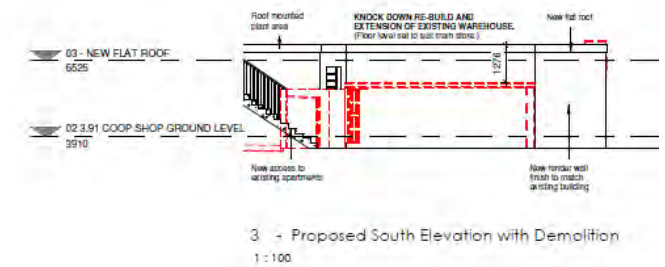 Roof mounted
plant area
KNOCK DOWN RE-BUILD AND
EXTENSION OF EXISTING WAREHOUSE.
(Floor level set to suit main store.)
New flat roof
03 - NEW FLAT ROOF
6525
1276
02 3.91 COOP SHOP GROUND LEVEL
3910
New access to
existing apartments
New render wall
finish to match
existing building
3 - Proposed South Elevation with Demolition
1 : 100